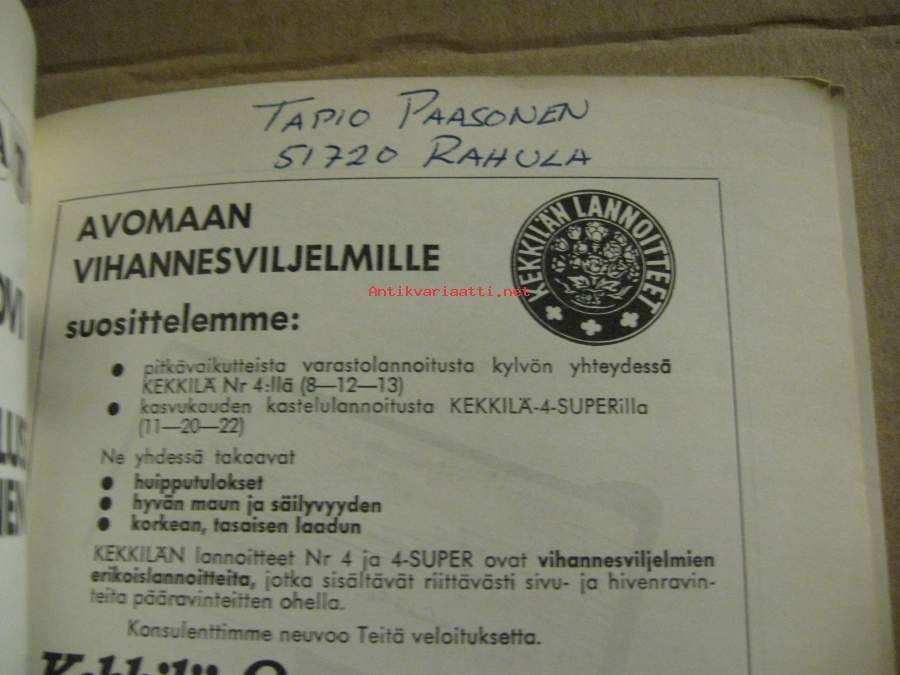 TAPIO PAASONEN
51720 RAHULA
AVOMAAN
VIHANNESVILJELMILLE
suosittelemme:
KEKKILÄN LANNOITTEET
Antikvariaatti.net
● pitkävaikutteista varastolannoitusta kylvön yhteydessä
KEKKILÄ Nr 4:llä (8—12—13)
● kasvukauden kastelulannoitusta KEKKILÄ-4-SUPERilla
(11—20—22)
Ne yhdessä takaavat
● huipputulokset
● hyvän maun ja säilyvyyden
● korkean, tasaisen laadun
KEKKILÄN lannoitteet Nr 4 ja 4-SUPER ovat vihannesviljelmien
erikoislannoitteita, jotka sisältävät riittävästi sivu- ja hivenravin-
teita pääravinteitten ohella.
Konsulenttimme neuvoo Teitä veloituksetta.